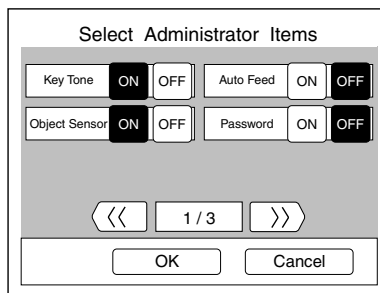 Select Administrator Items
Key Tone ON OFF Auto Feed ON OFF
Object Sensor ON OFF Password ON OFF
<< 1 / 3 >>
OK Cancel